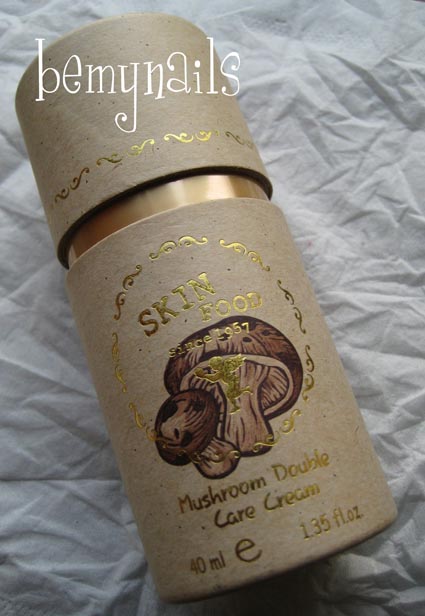 bemynails
SKIN
FOOD
since 1957
Mushroom Double
Care Cream
40 ml e 1.35 fl.oz.